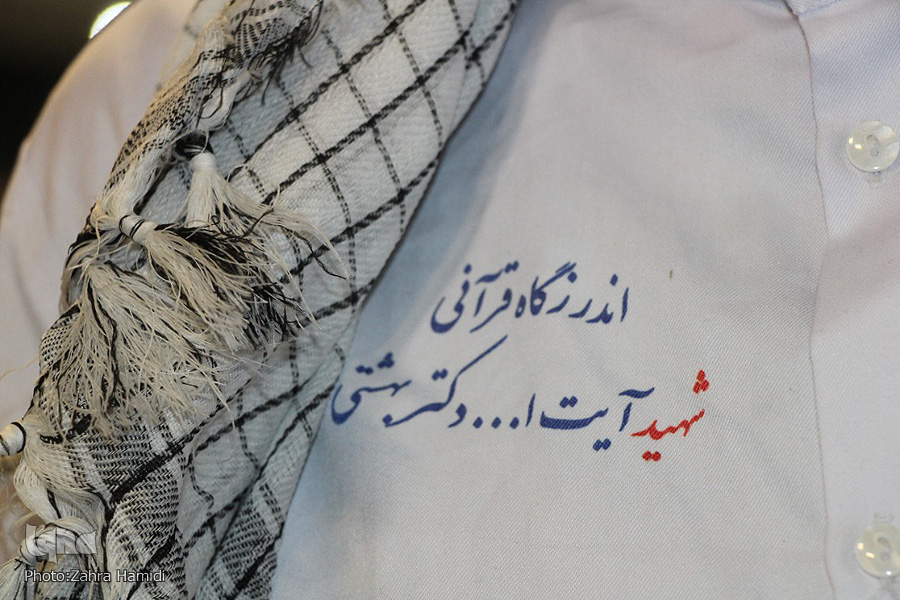 اندرزگاه قرآنی
شهید آیت ا... دکتر بهشتی
Photo:Zahra Hamidi